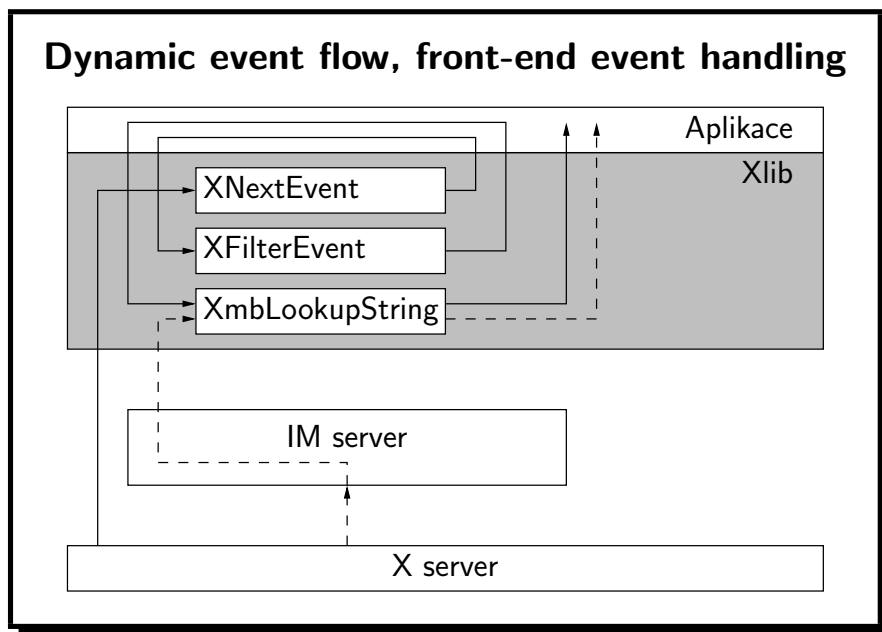 Dynamic event flow, front-end event handling
Aplikace
Xlib
XNextEvent
XFilterEvent
XmbLookupString
IM server
X server